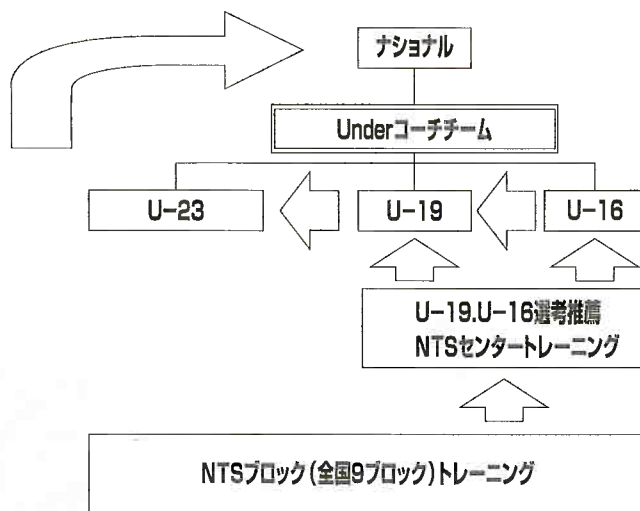 ナショナル
Underコーチチーム
U-23
U-19
U-16
U-19.U-16選考推薦
NTSセンタートレーニング
NTSブロック(全国9ブロック)トレーニング